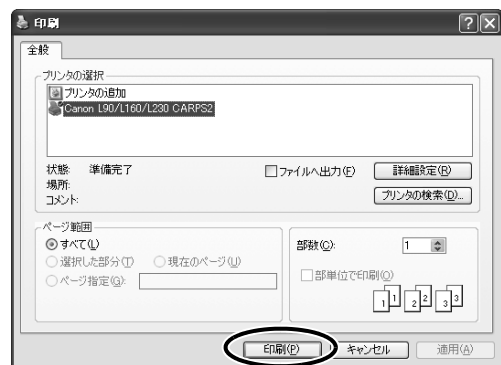 印刷
全般
プリンタの選択
プリンタの追加
Canon L90/L160/L230 CARPS2
状態: 準備完了
場所:
コメント:
ファイルへ出力(F)
詳細設定(R)
プリンタの検索(D)...
ページ範囲
すべて(L)
選択した部分(T) 現在のページ(U)
ページ指定(G):
部数(C): 1
部単位で印刷(O)
1 1 2 2 3 3
印刷(P) キャンセル 適用(A)